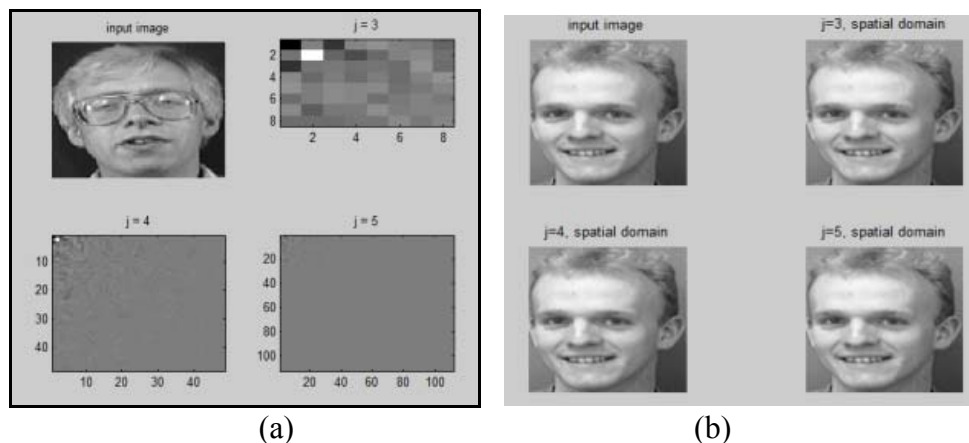 input image
j = 3
2
4
6
8
2 4 6 8
j = 4
10
20
30
40
10 20 30 40
j = 5
20
40
60
80
100
20 40 60 80 100
(a)
input image
j=3, spatial domain
j=4, spatial domain
j=5, spatial domain
(b)